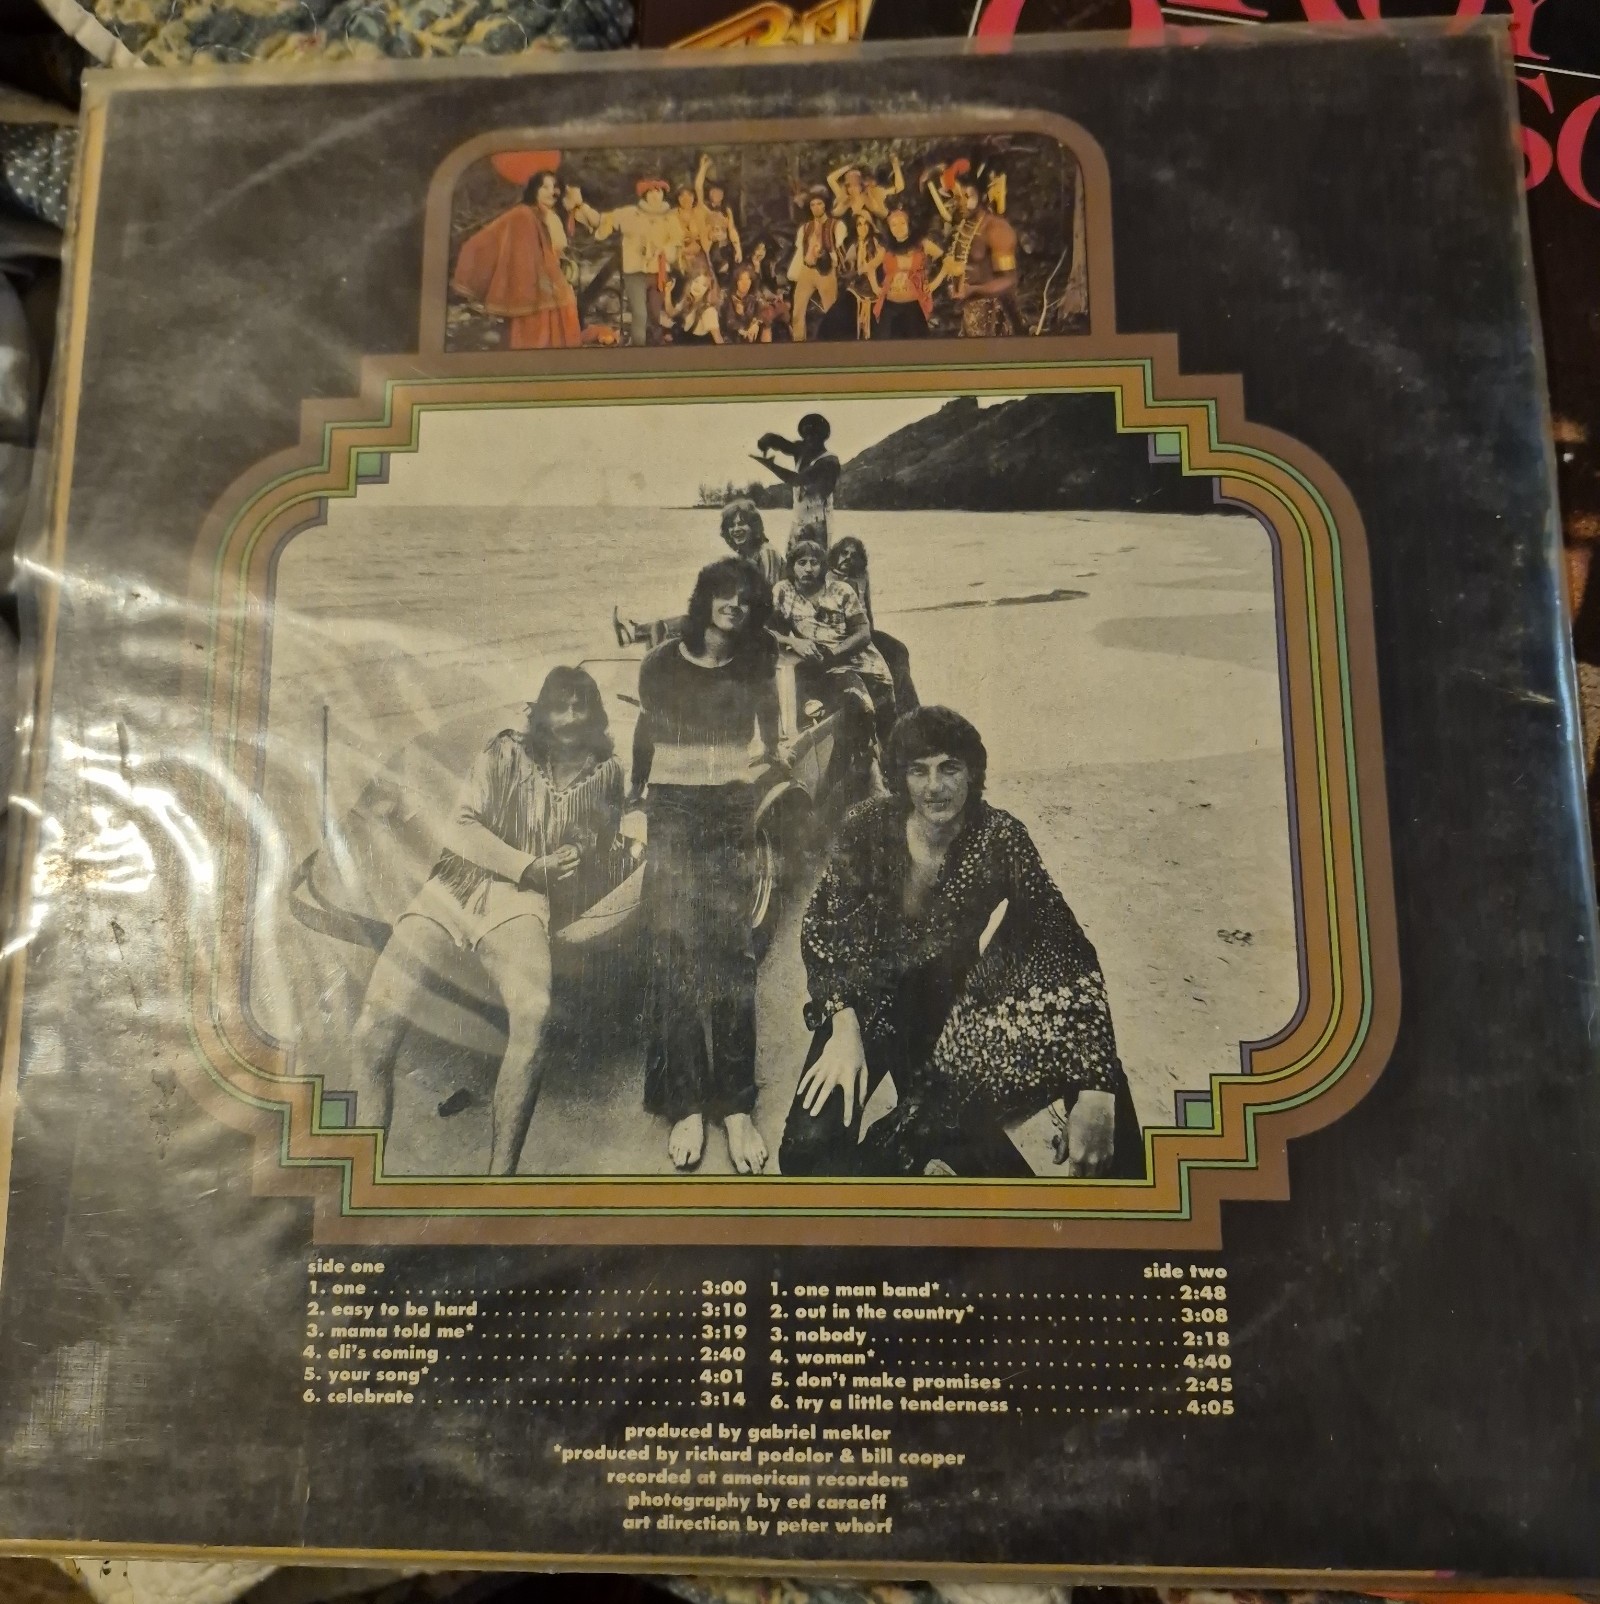 side one
1. one 3:00
2. easy to be hard 3:10
3. mama told me* 3:19
4. eli's coming 2:40
5. your song* 4:01
6. celebrate 3:14
side two
1. one man band* 2:48
2. out in the country* 3:08
3. nobody 2:18
4. woman* 4:40
5. don't make promises 2:45
6. try a little tenderness 4:05
produced by gabriel mekler
*produced by richard podolor & bill cooper
recorded at american recorders
photography by ed caraeff
art direction by peter whorf